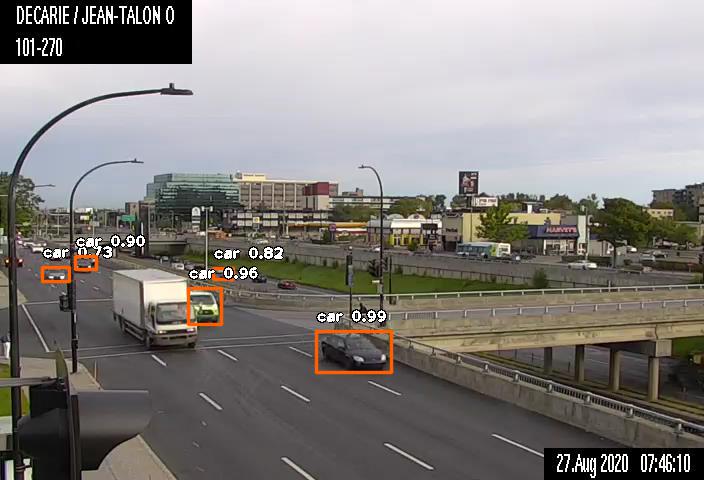 DECARIE / JEAN-TALON O
101-270
car 0.90
car 0.73
car 0.82
car 0.96
car 0.99
HARVEY'S
27.Aug 2020 07:46:10